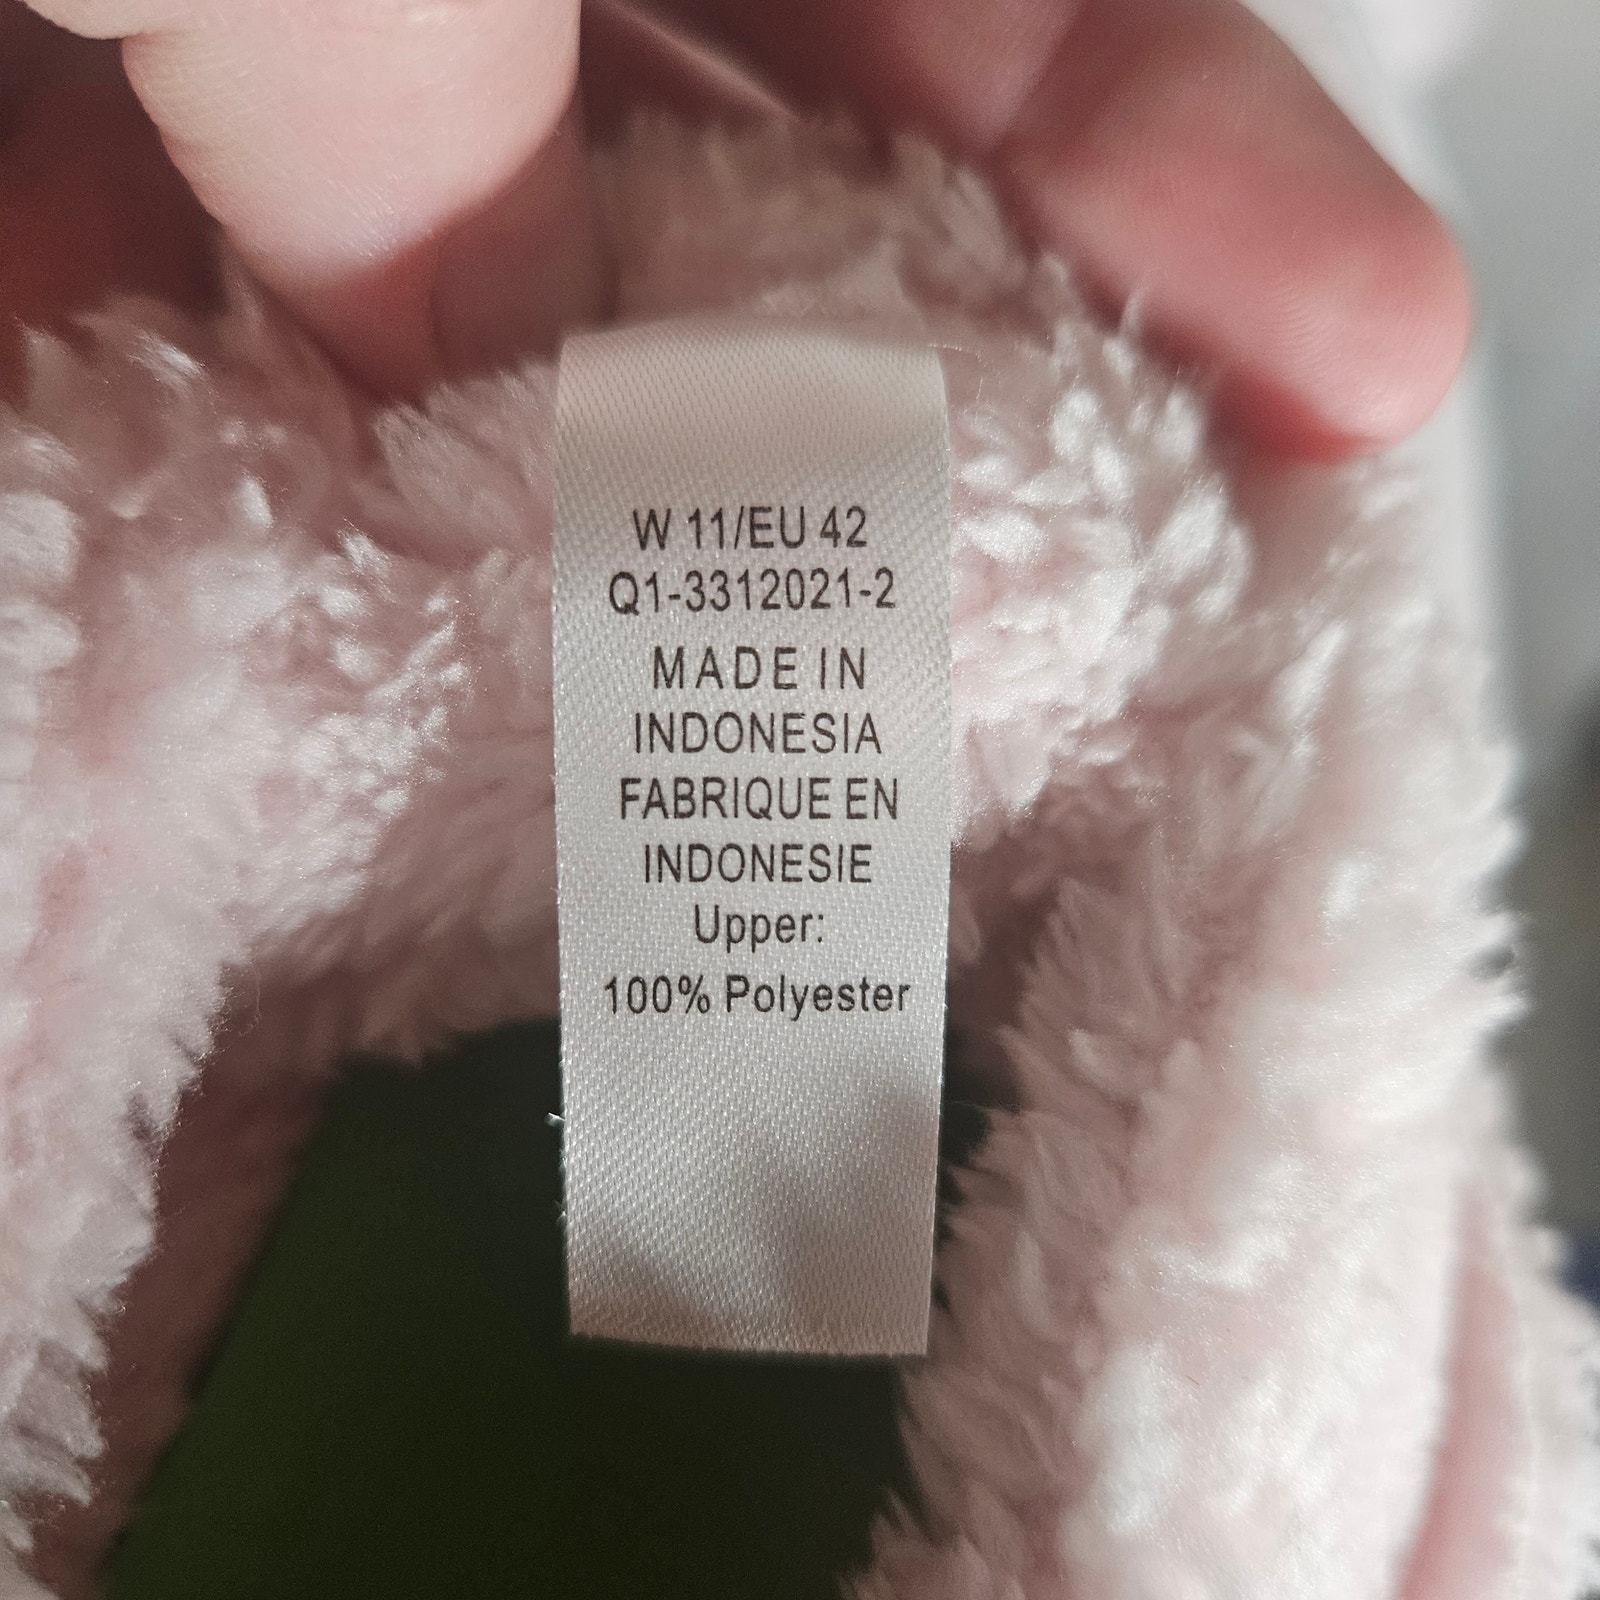 W 11/EU 42
Q1-3312021-2
MADE IN
INDONESIA
FABRIQUE EN
INDONESIE
Upper:
100% Polyester